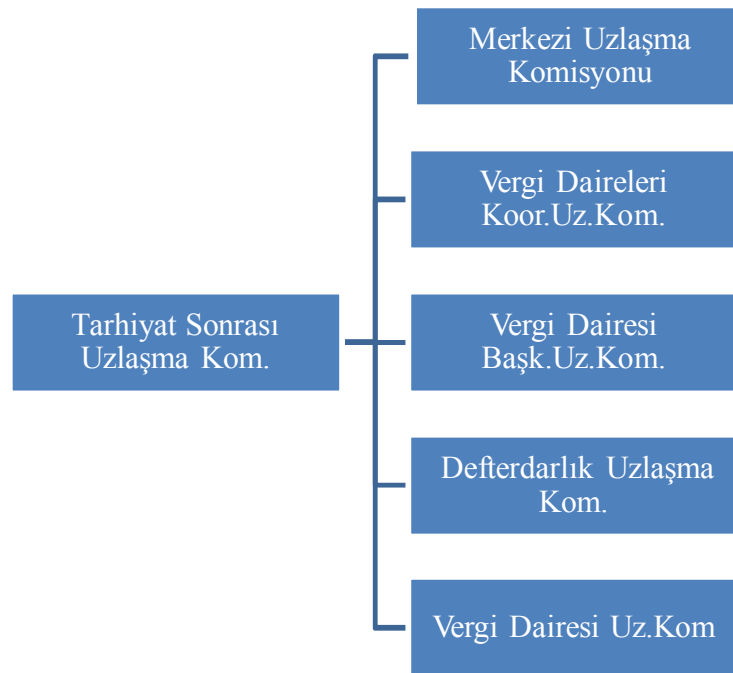 Merkezi Uzlaşma
Komisyonu
Vergi Daireleri
Koor.Uz.Kom.
Tarhiyat Sonrası
Uzlaşma Kom.
Vergi Dairesi
Başk.Uz.Kom.
Defterdarlık Uzlaşma
Kom.
Vergi Dairesi Uz.Kom